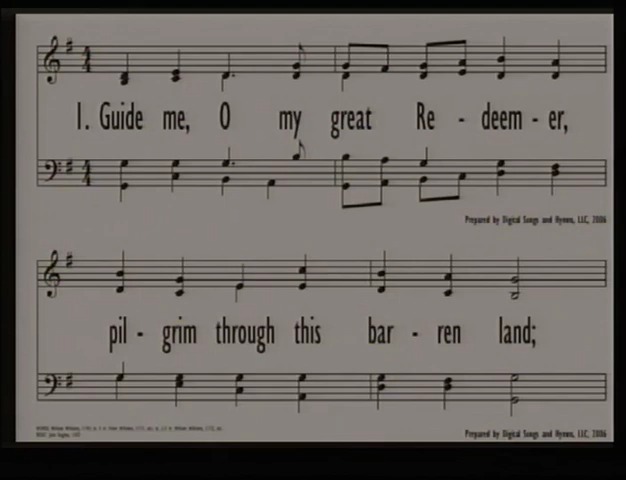 1. Guide me, O my great Re - deem - er,
Prepared by Digital Songs and Hymns, LLC, 2006
pil - grim through this bar - ren land;
Prepared by Digital Songs and Hymns, LLC, 2006